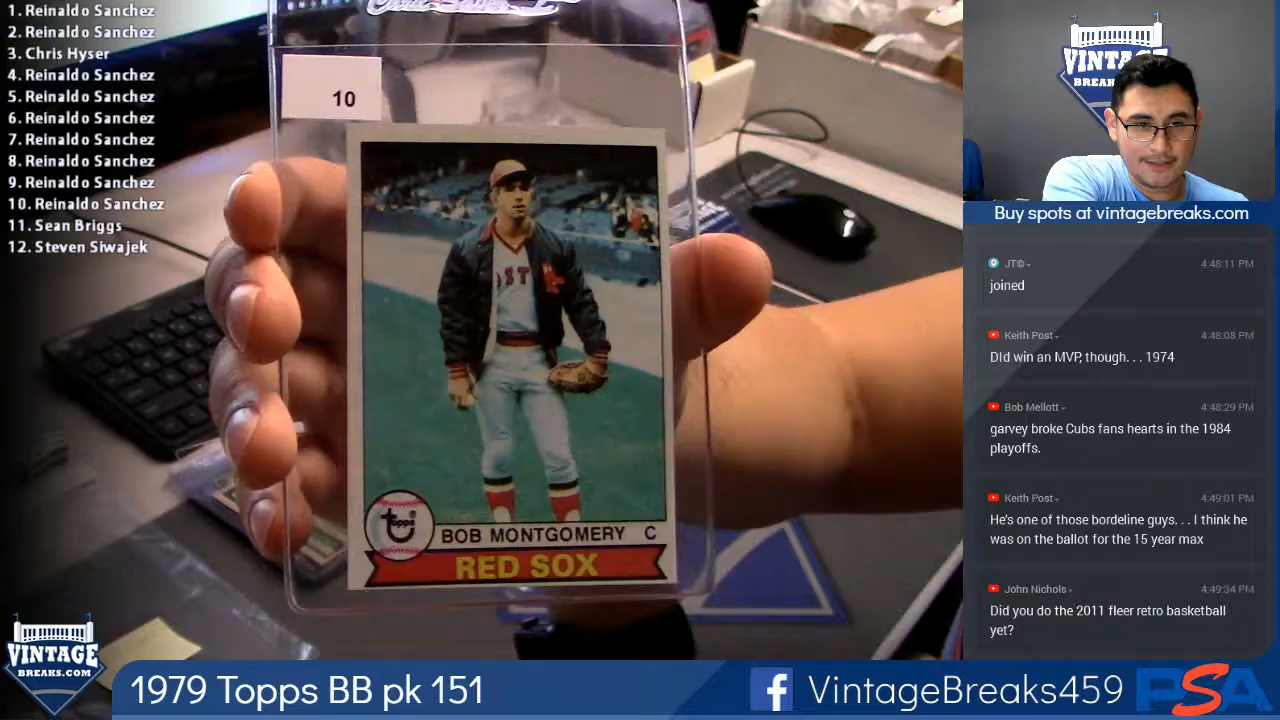 1. Reinaldo Sanchez
2. Reinaldo Sanchez
3. Chris Hyser
4. Reinaldo Sanchez
5. Reinaldo Sanchez
6. Reinaldo Sanchez
7. Reinaldo Sanchez
8. Reinaldo Sanchez
9. Reinaldo Sanchez
10. Reinaldo Sanchez
11. Sean Briggs
12. Steven Siwajek
10
OST
topps
BOB MONTGOMERY C
RED SOX
VINTAGE
BREAK
Buy spots at vintagebreaks.com
JT©
4:48:11 PM
joined
Keith Post
4:48:08 PM
DId win an MVP, though. . . 1974
Bob Mellott
4:48:29 PM
garvey broke Cubs fans hearts in the 1984
playoffs.
Keith Post
4:49:01 PM
He's one of those bordeline guys. . . I think he
was on the ballot for the 15 year max
John Nichols
4:49:34 PM
Did you do the 2011 fleer retro basketball
yet?
VINTAGE
BREAKS.COM
1979 Topps BB pk 151
f VintageBreaks459
PSA